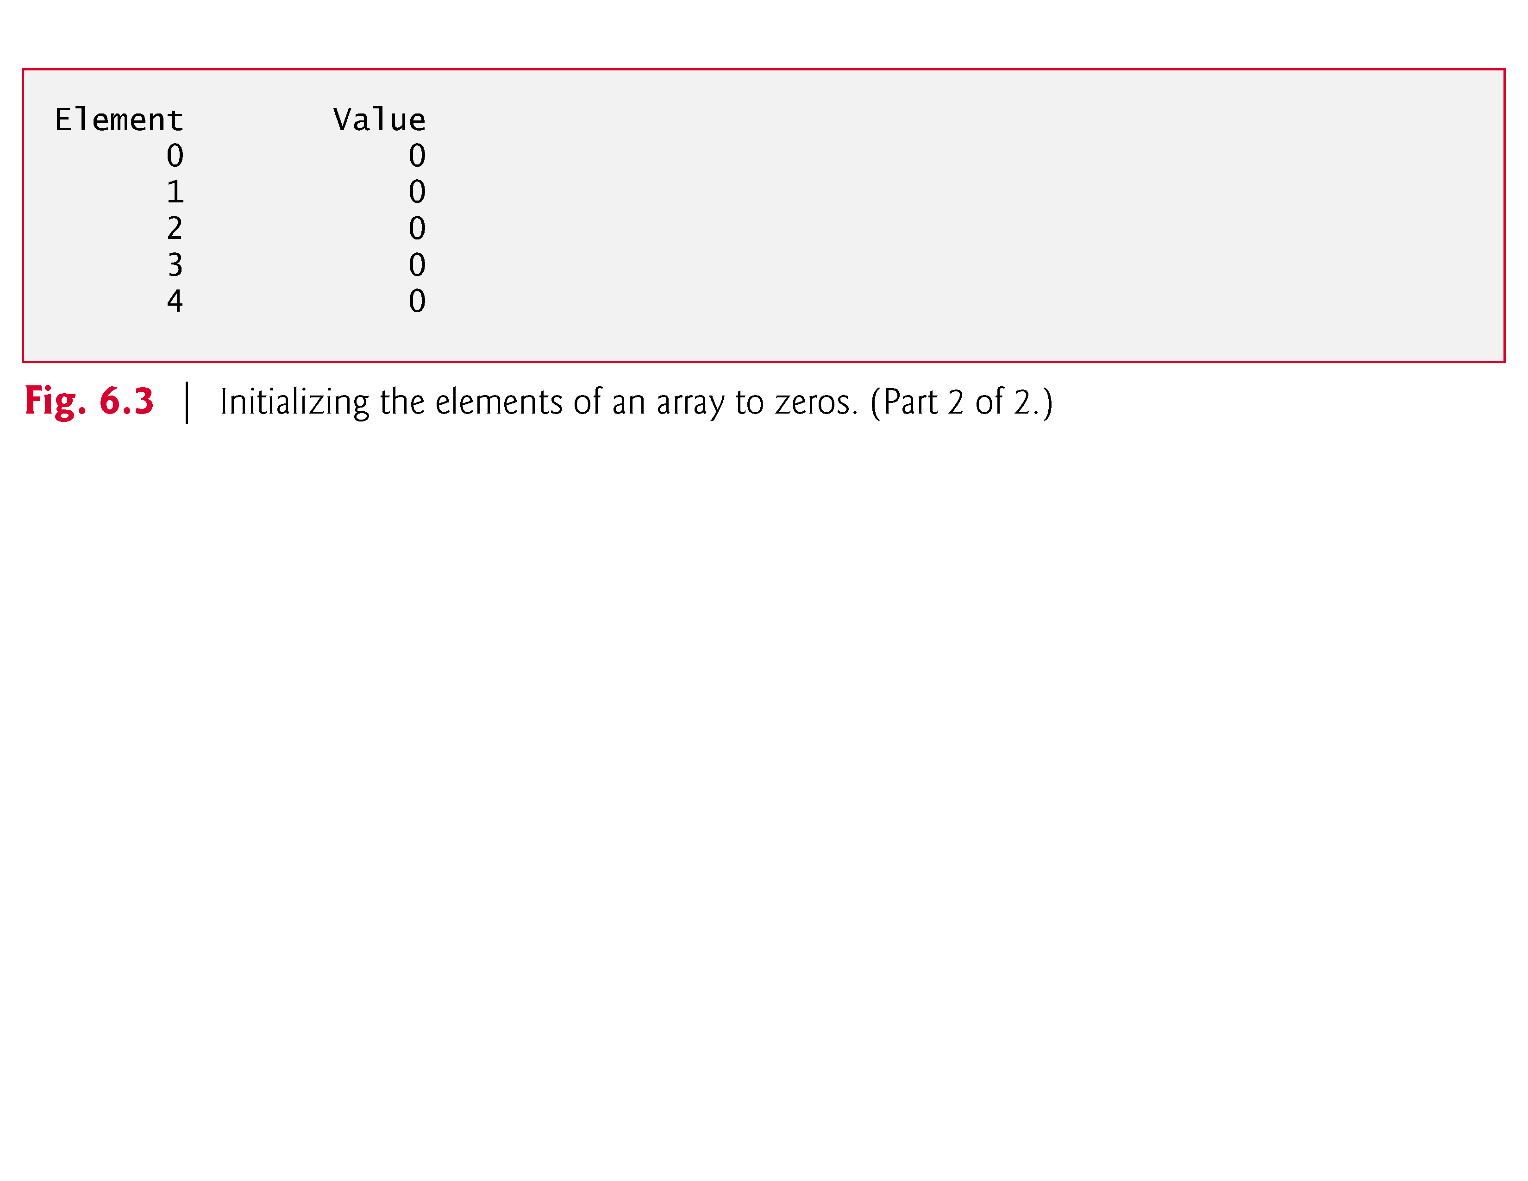 Element Value
0 0
1 0
2 0
3 0
4 0
Fig. 6.3 | Initializing the elements of an array to zeros. (Part 2 of 2.)